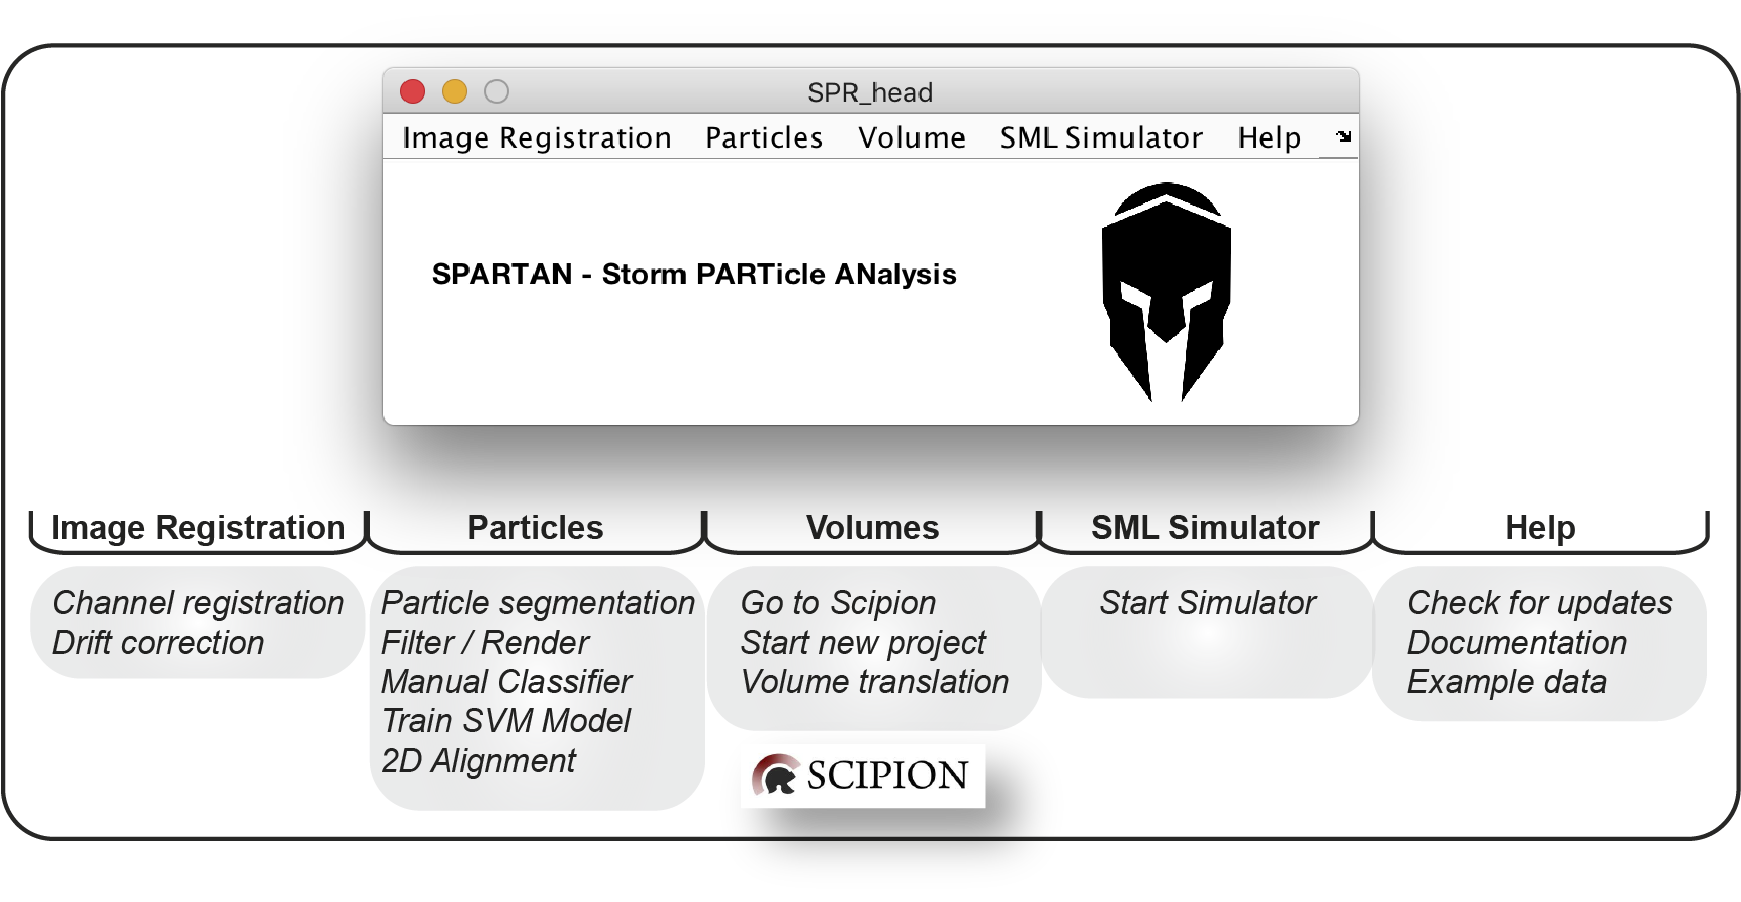 SPR_head
Image Registration Particles Volume SML Simulator Help
SPARTAN - Storm PARTicle ANalysis
Image Registration
Channel registration
Drift correction
Particles
Particle segmentation
Filter / Render
Manual Classifier
Train SVM Model
2D Alignment
Volumes
Go to Scipion
Start new project
Volume translation
SCIPION
SML Simulator
Start Simulator
Help
Check for updates
Documentation
Example data